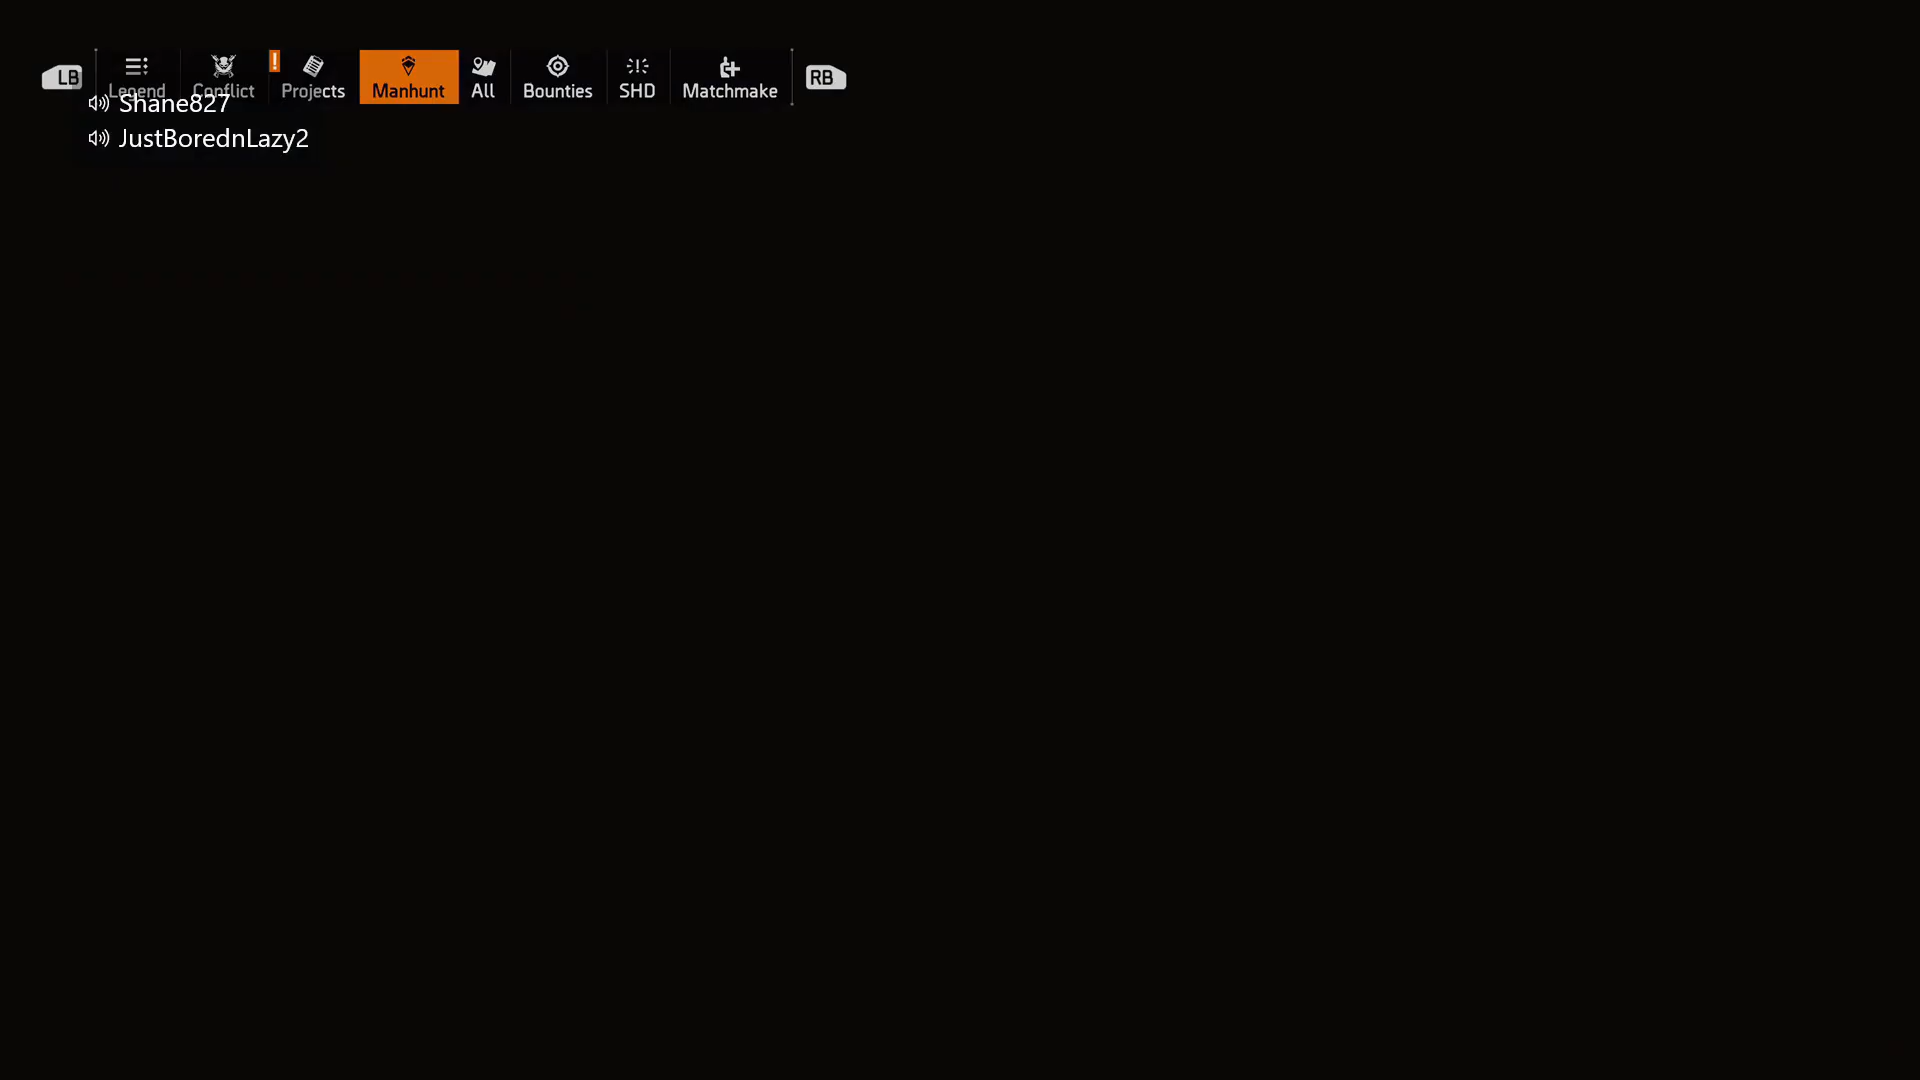 LB Legend Conflict ! Projects Manhunt All Bounties SHD Matchmake RB
Shane827
JustBorednLazy2